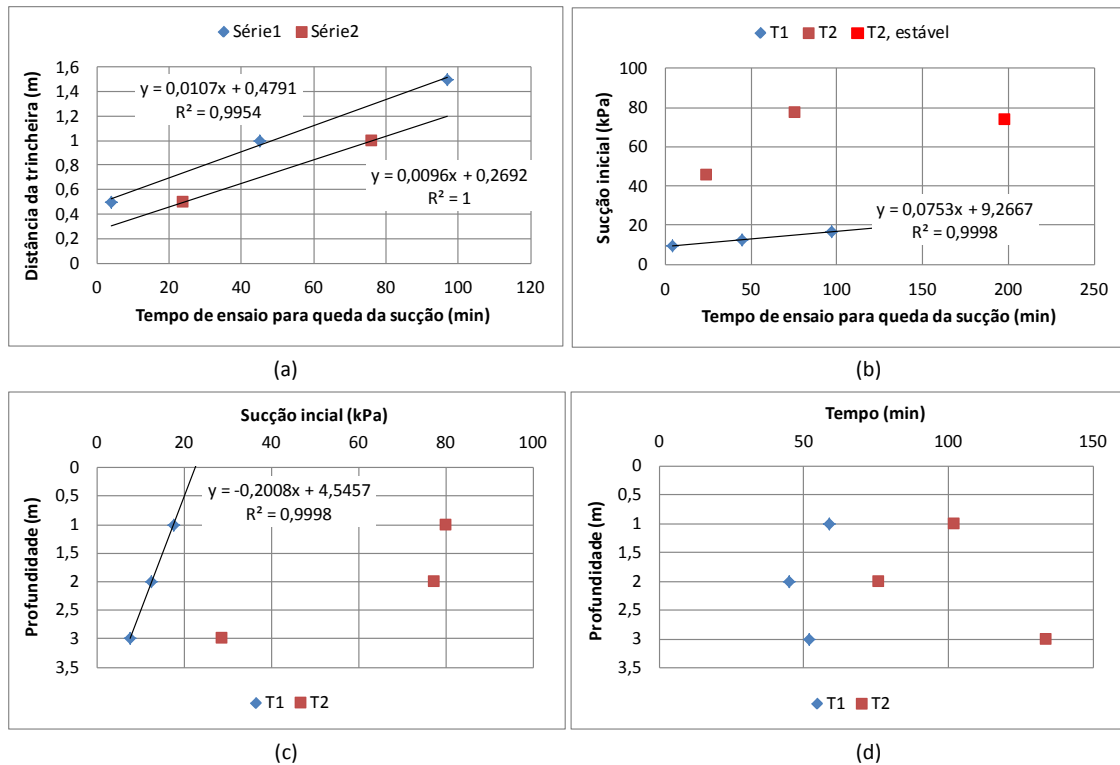 Série1 Série2
Distância da trincheira (m)
1,6
1,4
1,2
1
0,8
0,6
0,4
0,2
0
y = 0,0107x + 0,4791
R² = 0,9954
y = 0,0096x + 0,2692
R² = 1
0 20 40 60 80 100 120
Tempo de ensaio para queda da sucção (min)
(a)
T1 T2 T2, estável
Sucção inicial (kPa)
100
80
60
40
20
0
y = 0,0753x + 9,2667
R² = 0,9998
0 50 100 150 200 250
Tempo de ensaio para queda da sucção (min)
(b)
Sucção incial (kPa)
0 20 40 60 80 100
Profundidade (m)
0
0,5
1
1,5
2
2,5
3
3,5
y = -0,2008x + 4,5457
R² = 0,9998
T1 T2
(c)
Tempo (min)
0 50 100 150
Profundidade (m)
0
0,5
1
1,5
2
2,5
3
3,5
T1 T2
(d)